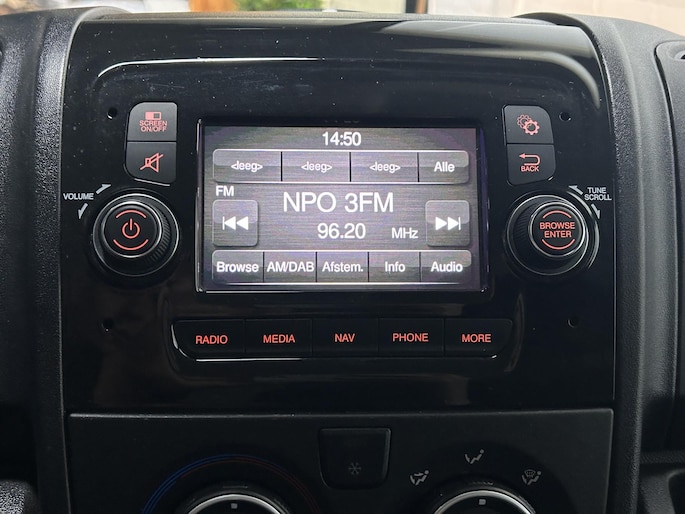 SCREEN
ON/OFF
14:50
<leeg> <leeg> <leeg> Alle
BACK
FM
NPO 3FM
96.20 MHz
VOLUME
TUNE
SCROLL
BROWSE
ENTER
Browse AM/DAB Afstem. Info Audio
RADIO MEDIA NAV PHONE MORE